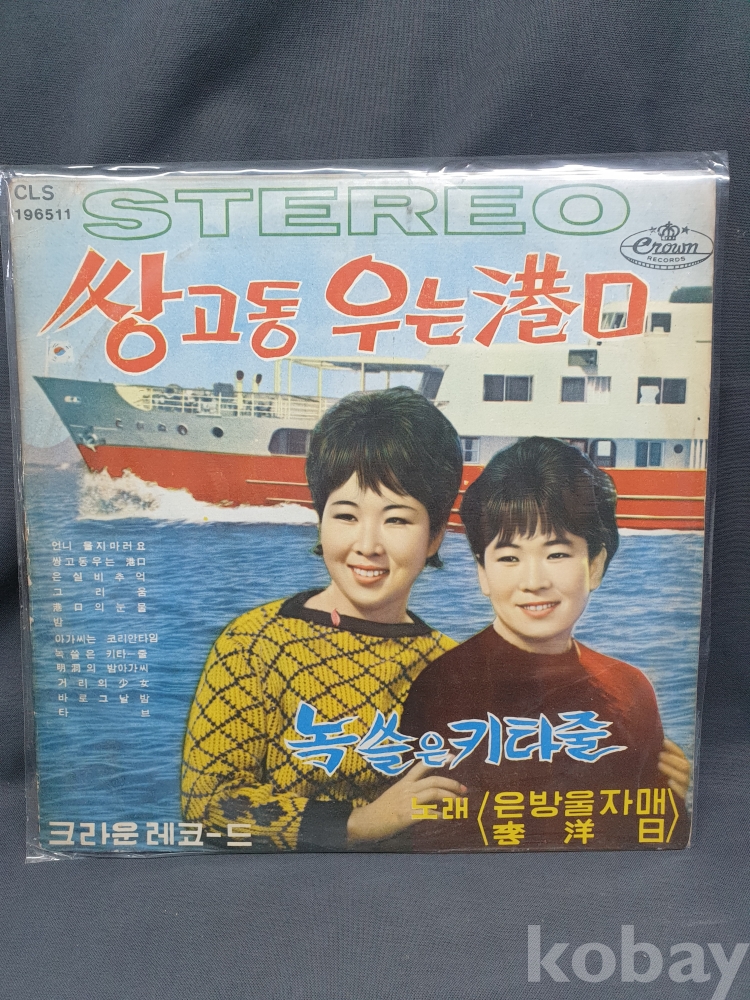 CLS
196511
STEREO
Crown
RECORDS
쌍고동 우는 港口
언니 둘지마러요
쌍고동우는 港口
은실비추억
그리움
港口의눈물
밤
아가씨는 코리안타임
녹쓸은 키타ー줄
明洞의 밤아가씨
거리의少女
바로그날밤
타브
녹쓸은키타줄
노래〈은방울자매
李洋日〉
크라운레코ー드
kobay